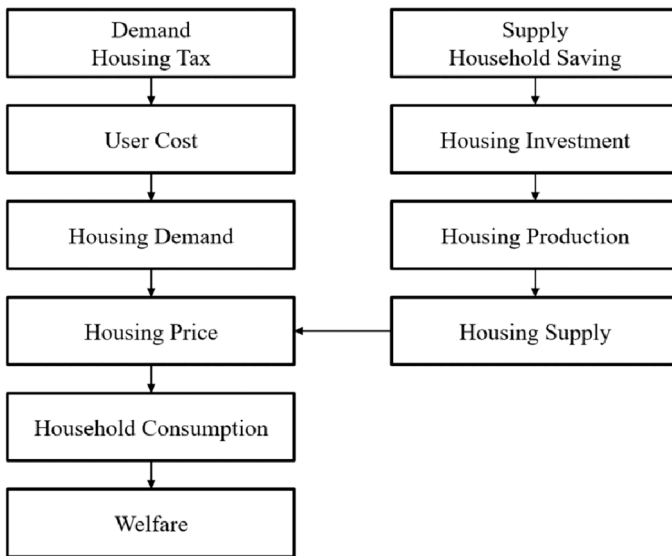 Demand
Housing Tax
User Cost
Housing Demand
Housing Price
Household Consumption
Welfare
Supply
Household Saving
Housing Investment
Housing Production
Housing Supply